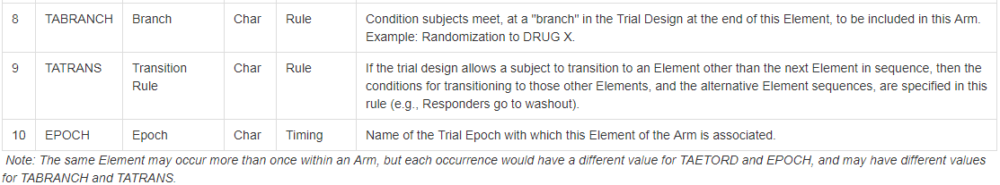 8 TABRANCH Branch Char Rule Condition subjects meet, at a "branch" in the Trial Design at the end of this Element, to be included in this Arm.
Example: Randomization to DRUG X.
9 TATRANS Transition Char Rule If the trial design allows a subject to transition to an Element other than the next Element in sequence, then the
Rule conditions for transitioning to those other Elements, and the alternative Element sequences, are specified in this
rule (e.g., Responders go to washout).
10 EPOCH Epoch Char Timing Name of the Trial Epoch with which this Element of the Arm is associated.
Note: The same Element may occur more than once within an Arm, but each occurrence would have a different value for TAETORD and EPOCH, and may have different values
for TABRANCH and TATRANS.